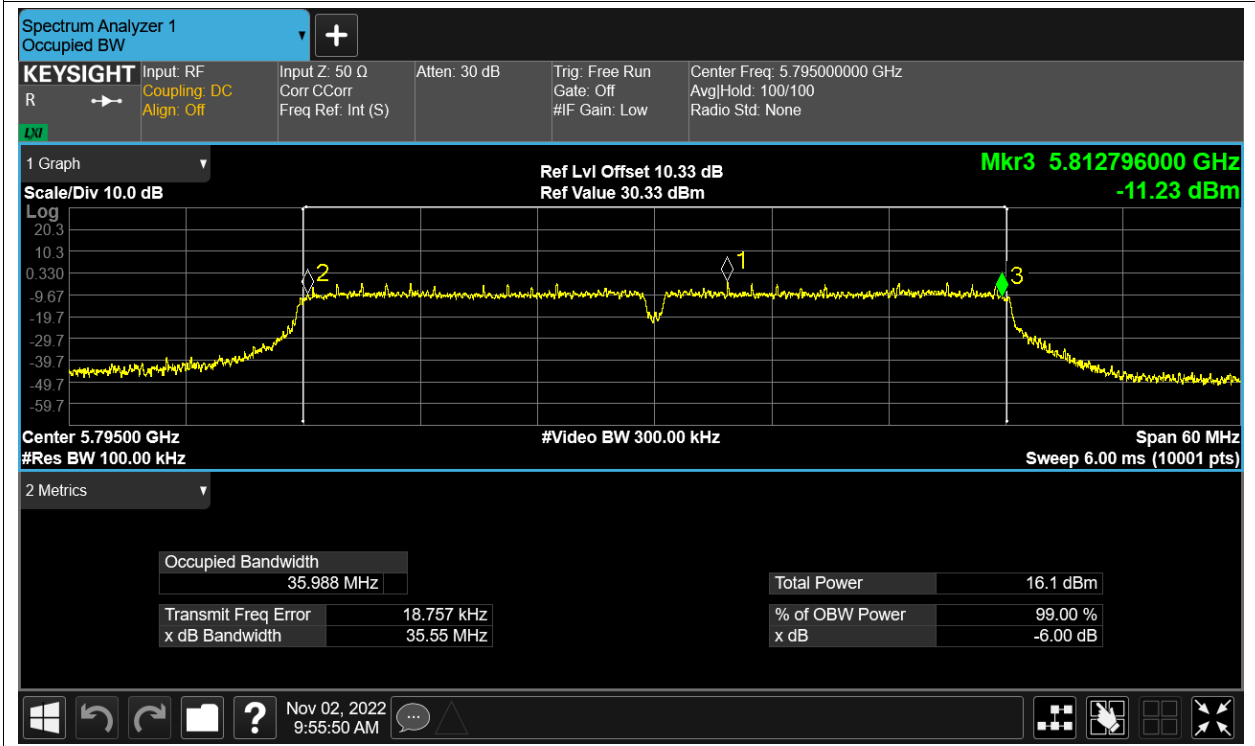 Spectrum Analyzer 1
Occupied BW
KEYSIGHT
R
LXI
Input: RF
Coupling: DC
Align: Off
Input Z: 50 Ω
Corr CCorr
Freq Ref: Int (S)
Atten: 30 dB
Trig: Free Run
Gate: Off
#IF Gain: Low
Center Freq: 5.795000000 GHz
Avg|Hold: 100/100
Radio Std: None
1 Graph
Scale/Div 10.0 dB
Ref Lvl Offset 10.33 dB
Ref Value 30.33 dBm
Mkr3 5.812796000 GHz
-11.23 dBm
Log
20.3
10.3
0.330
-9.67
-19.7
-29.7
-39.7
-49.7
-59.7
2
1
3
Center 5.79500 GHz
#Res BW 100.00 kHz
#Video BW 300.00 kHz
Span 60 MHz
Sweep 6.00 ms (10001 pts)
2 Metrics
Occupied Bandwidth
35.988 MHz
Transmit Freq Error 18.757 kHz
x dB Bandwidth 35.55 MHz
Total Power 16.1 dBm
% of OBW Power 99.00 %
x dB -6.00 dB
?
Nov 02, 2022
9:55:50 AM